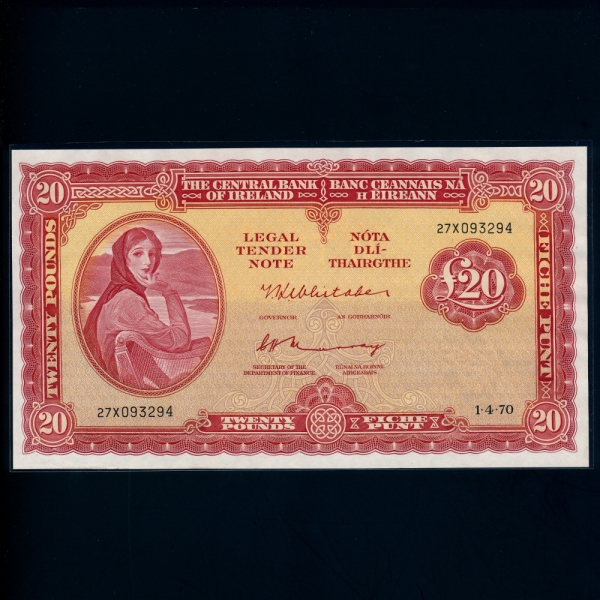 20
THE CENTRAL BANK
OF IRELAND
BANC CEANNAIS NA
H ÉIREANN
20
27X093294
LEGAL
TENDER
NOTE
NÓTA
DLÍ-
THAIRGTHE
TWENTY POUNDS
£20
FICHE PUNT
GOVERNOR
AN GOBHARNÓIR
SECRETARY OF THE
DEPARTMENT OF FINANCE.
27X093294
1·4·70
20
TWENTY
POUNDS
FICHE
PUNT
20